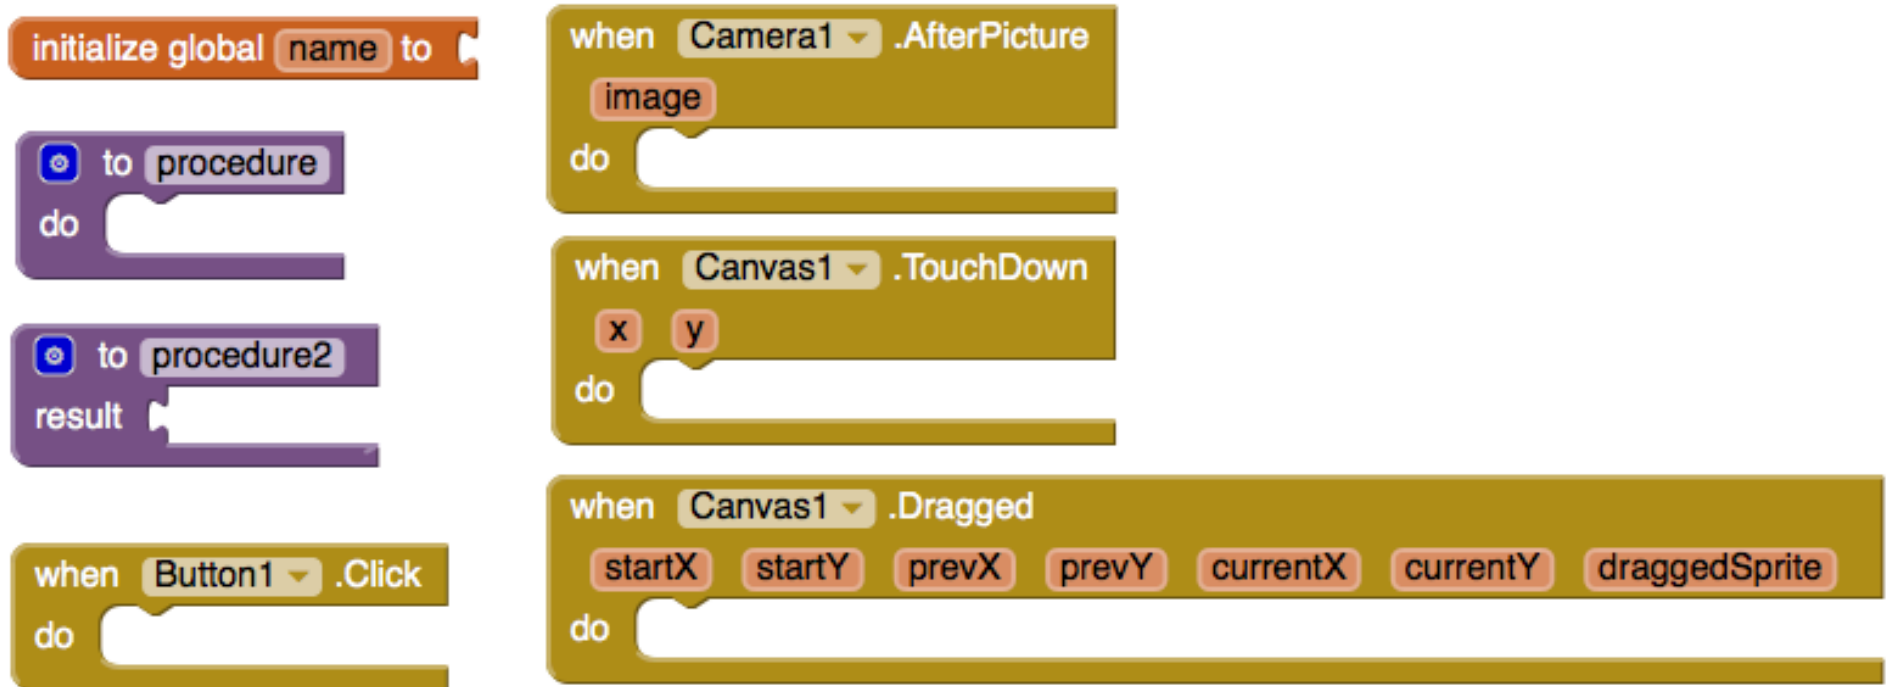 initialize global name to
to procedure
do
to procedure2
result
when Button1 .Click
do
when Camera1 .AfterPicture
image
do
when Canvas1 .TouchDown
x y
do
when Canvas1 .Dragged
startX startY prevX prevY currentX currentY draggedSprite
do